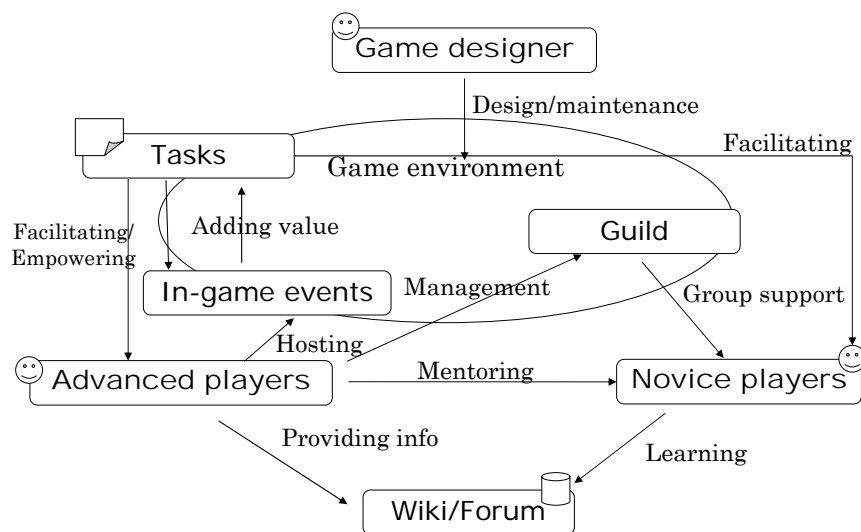 Game designer
Design/maintenance
Tasks
Facilitating
Game environment
Facilitating/
Empowering
Adding value
Guild
In-game events
Management
Group support
Hosting
Advanced players
Mentoring
Novice players
Providing info
Learning
Wiki/Forum